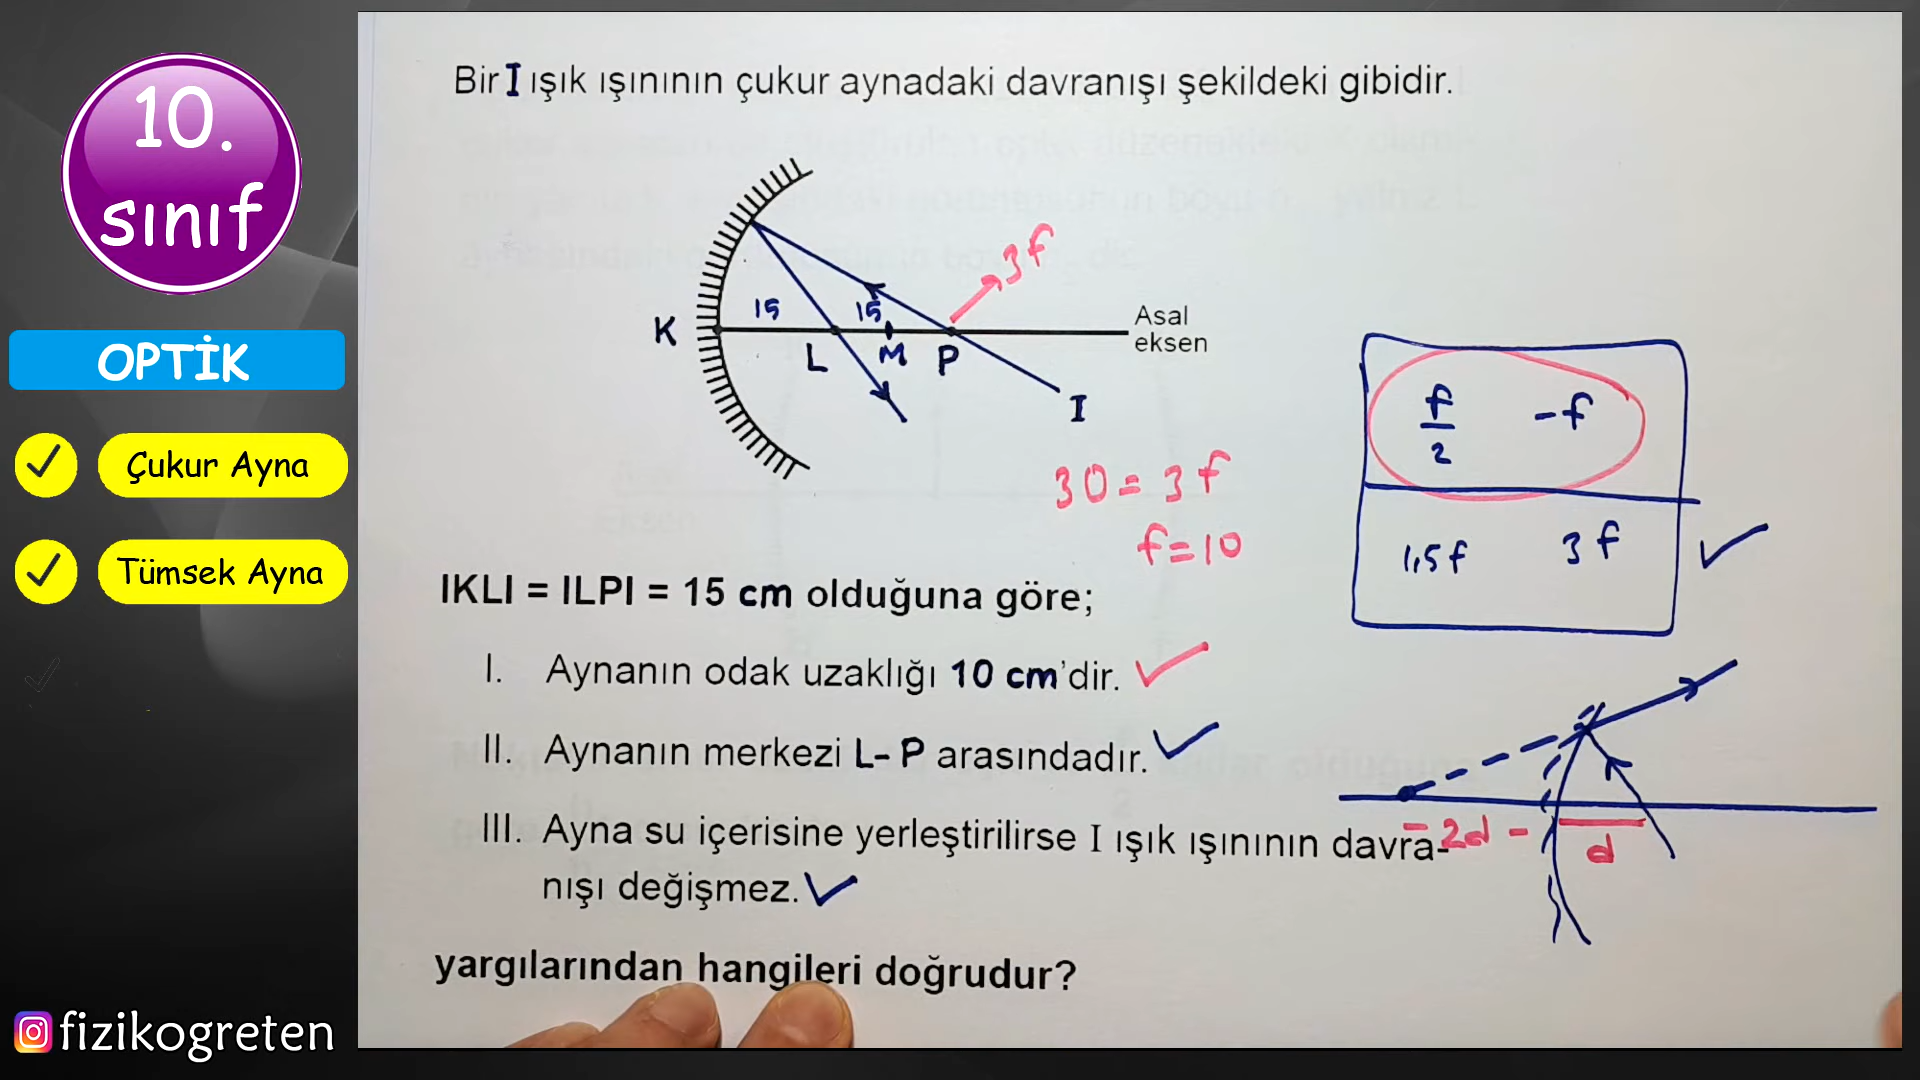 10.
sınıf
OPTİK
Çukur Ayna
Tümsek Ayna
fizikogreten
Bir I ışık ışınının çukur aynadaki davranışı şekildeki gibidir.
3f
15 15
K
L M P
Asal
eksen
I
30 = 3f
f = 10
f/2 -f
1,5f 3f
IKLI = ILPI = 15 cm olduğuna göre;
I. Aynanın odak uzaklığı 10 cm'dir.
II. Aynanın merkezi L-P arasındadır.
III. Ayna su içerisine yerleştirilirse I ışık ışınının davra-
nışı değişmez.
- 2d -
d
yargılarından hangileri doğrudur?